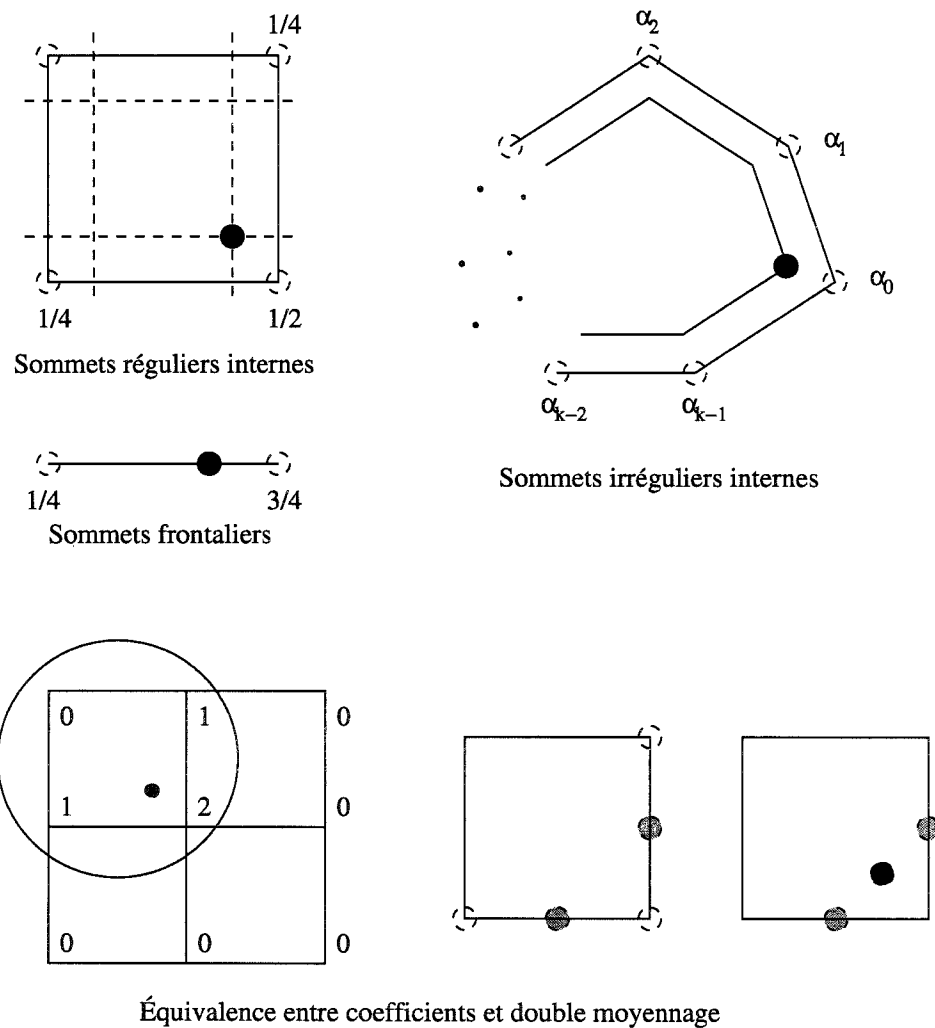 1/4
1/4 1/2
Sommets réguliers internes
1/4 3/4
Sommets frontaliers
α2
α1
α0
αk−2 αk−1
Sommets irréguliers internes
0 1 0
1 2 0
0 0 0
Équivalence entre coefficients et double moyennage